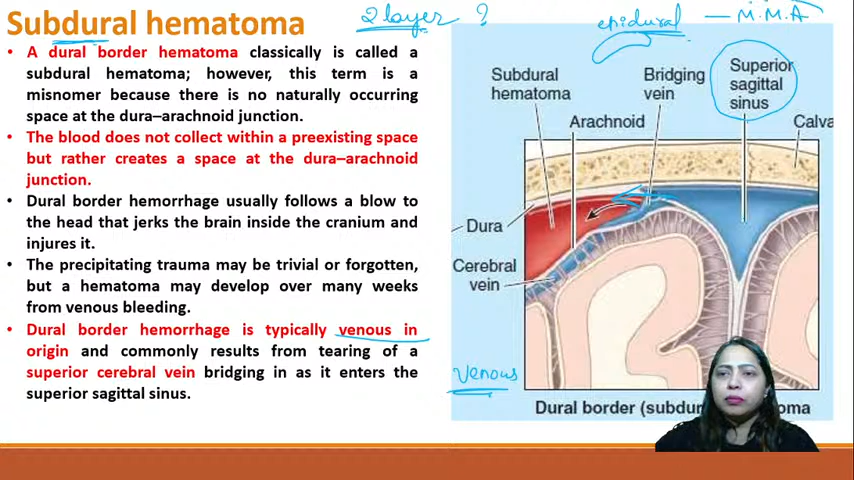 Subdural hematoma
2 layer ?
epidural — M.M.A
• A dural border hematoma classically is called a
subdural hematoma; however, this term is a
misnomer because there is no naturally occurring
space at the dura–arachnoid junction.
• The blood does not collect within a preexisting space
but rather creates a space at the dura–arachnoid
junction.
• Dural border hemorrhage usually follows a blow to
the head that jerks the brain inside the cranium and
injures it.
• The precipitating trauma may be trivial or forgotten,
but a hematoma may develop over many weeks
from venous bleeding.
• Dural border hemorrhage is typically venous in
origin and commonly results from tearing of a
superior cerebral vein bridging in as it enters the
superior sagittal sinus.
Subdural
hematoma
Bridging
vein
Superior
sagittal
sinus
Arachnoid
Calva
Dura
Cerebral
vein
Venous
Dural border (subdu
oma